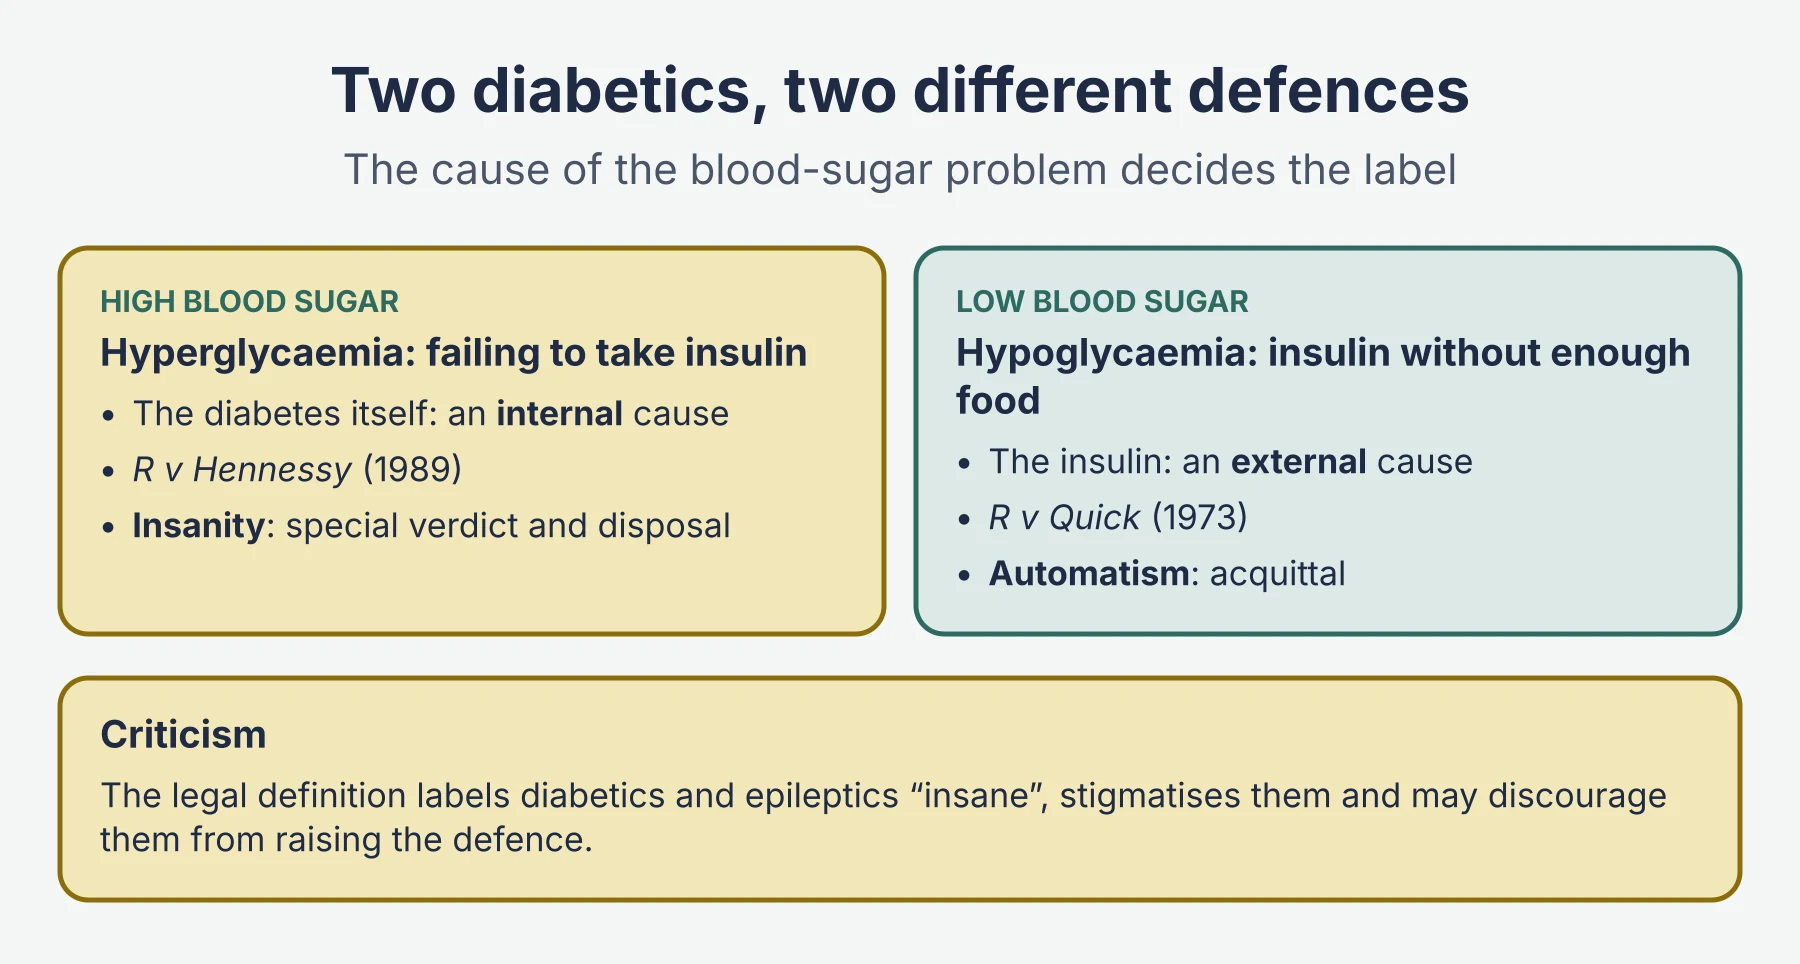 Two diabetics, two different defences
The cause of the blood-sugar problem decides the label
HIGH BLOOD SUGAR
Hyperglycaemia: failing to take insulin
• The diabetes itself: an internal cause
• R v Hennessy (1989)
• Insanity: special verdict and disposal
LOW BLOOD SUGAR
Hypoglycaemia: insulin without enough
food
• The insulin: an external cause
• R v Quick (1973)
• Automatism: acquittal
Criticism
The legal definition labels diabetics and epileptics “insane”, stigmatises them and may discourage
them from raising the defence.